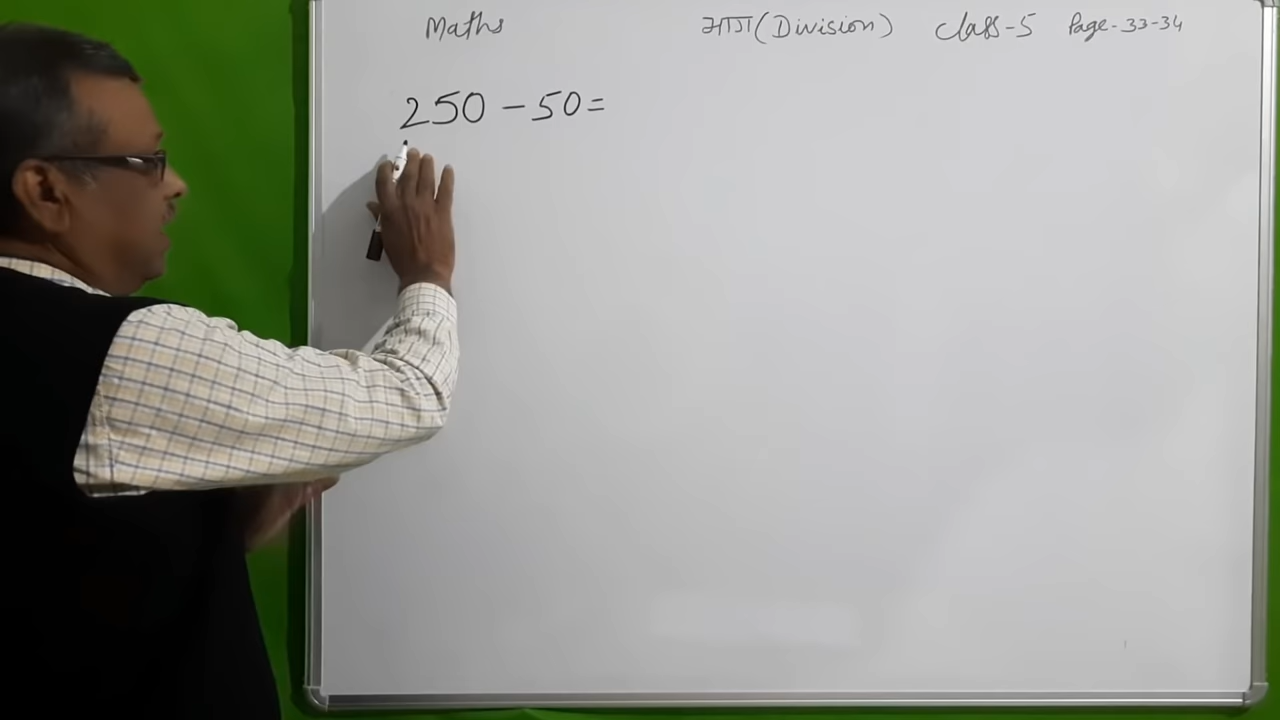 Maths भाग (Division) Class-5 Page-33-34
250 - 50 =